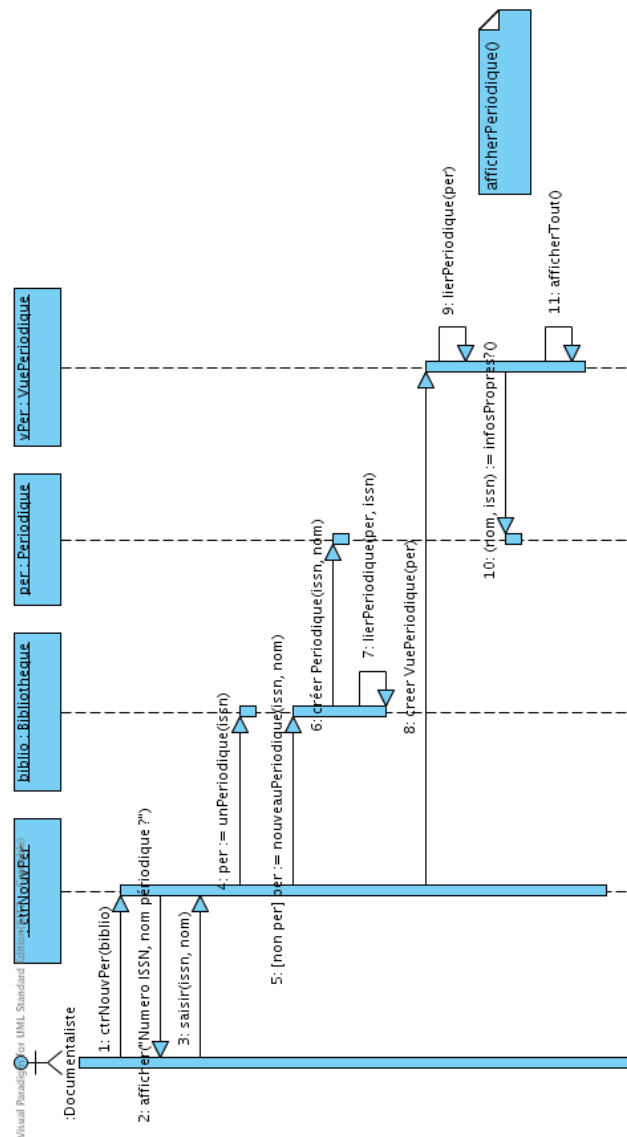 Visual Paradigm for UML Standard Edition
:Documentaliste
: ctrNouvPer
biblio : Bibliotheque
per : Periodique
vPer : VuePeriodique
1: ctrNouvPer(biblio)
2: afficher("Numero ISSN, nom périodique ?")
3: saisir(issn, nom)
4: per := unPeriodique(issn)
5: [non per] per := nouveauPeriodique(issn, nom)
6: créer Periodique(issn, nom)
7: lierPeriodique(per, issn)
8: creer VuePeriodique(per)
9: lierPeriodique(per)
10: (nom, issn) := infosPropres?()
11: afficherTout()
afficherPeriodique()